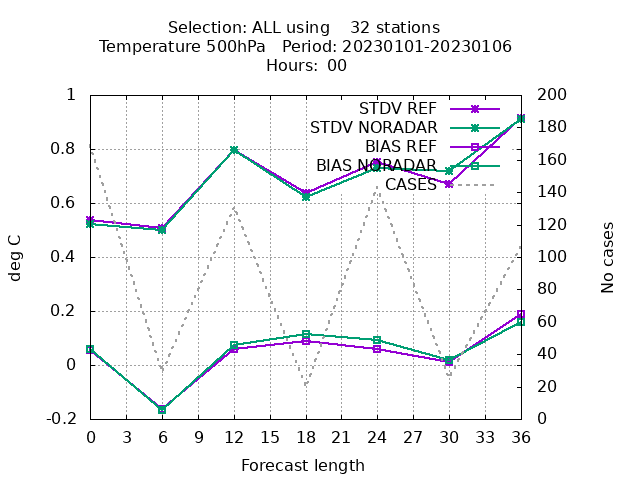 Selection: ALL using    32 stations
Temperature 500hPa   Period: 20230101-20230106
Hours:  00
1
0.8
0.6
0.4
0.2
0
-0.2
deg C
STDV REF
STDV NORADAR
BIAS REF
BIAS NORADAR
CASES
200
180
160
140
120
100
80
60
40
20
0
No cases
0 3 6 9 12 15 18 21 24 27 30 33 36
Forecast length